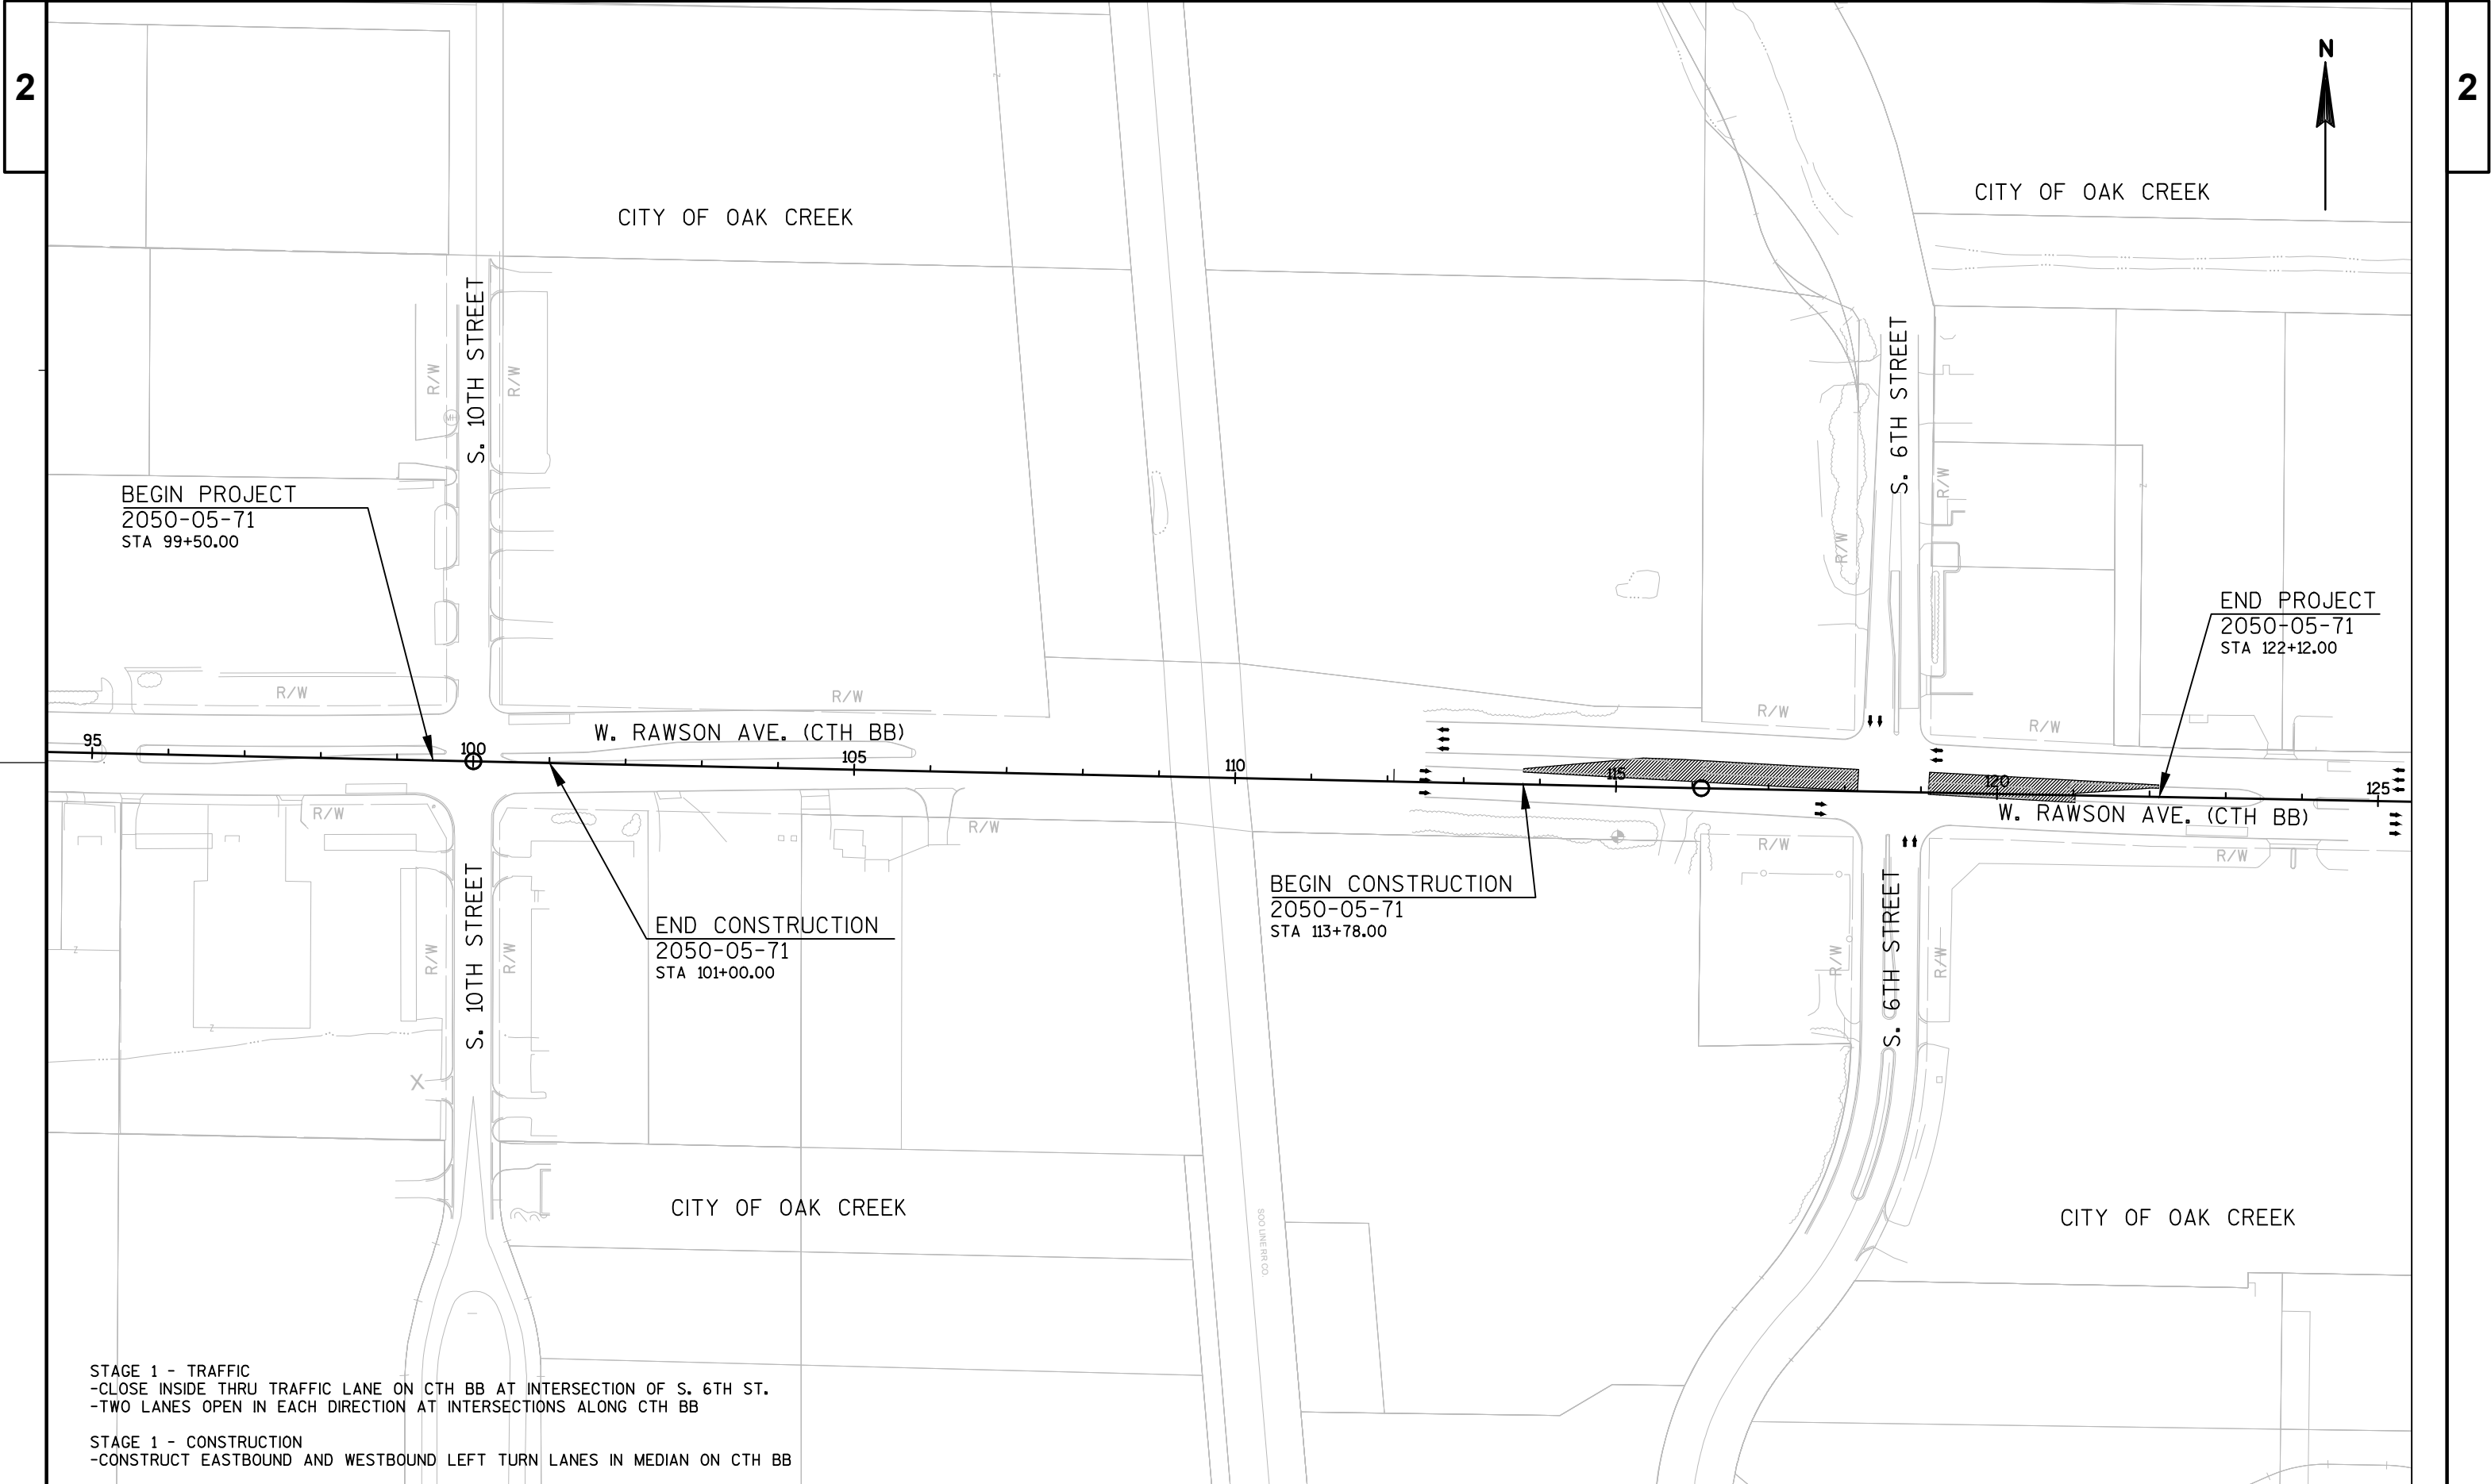 2
2
N
CITY OF OAK CREEK
CITY OF OAK CREEK
S. 10TH STREET
R/W
R/W
MH
S. 6TH STREET
R/W
R/W
BEGIN PROJECT
2050-05-71
STA 99+50.00
END PROJECT
2050-05-71
STA 122+12.00
R/W
R/W
R/W
R/W
W. RAWSON AVE. (CTH BB)
95
100
105
110
115
120
125
W. RAWSON AVE. (CTH BB)
R/W
R/W
R/W
R/W
BEGIN CONSTRUCTION
2050-05-71
STA 113+78.00
END CONSTRUCTION
2050-05-71
STA 101+00.00
S. 10TH STREET
R/W
R/W
S. 6TH STREET
R/W
R/W
Z
Z
Z
Z
X
CITY OF OAK CREEK
CITY OF OAK CREEK
SOO LINE RR CO.
STAGE 1 - TRAFFIC
-CLOSE INSIDE THRU TRAFFIC LANE ON CTH BB AT INTERSECTION OF S. 6TH ST.
-TWO LANES OPEN IN EACH DIRECTION AT INTERSECTIONS ALONG CTH BB
STAGE 1 - CONSTRUCTION
-CONSTRUCT EASTBOUND AND WESTBOUND LEFT TURN LANES IN MEDIAN ON CTH BB